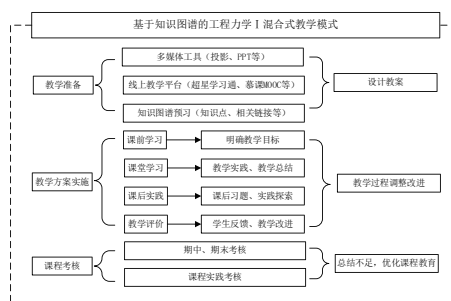 基于知识图谱的工程力学Ⅰ混合式教学模式
多媒体工具（投影、PPT等）
教学准备
线上教学平台（超星学习通、慕课MOOC等）
设计教案
知识图谱预习（知识点、相关链接等）
课前学习
明确教学目标
课堂学习
教学实践、教学总结
教学方案实施
教学过程调整改进
课后实践
课后习题、实践探索
教学评价
学生反馈、教学改进
期中、期末考核
课程考核
总结不足，优化课程教育
课程实践考核